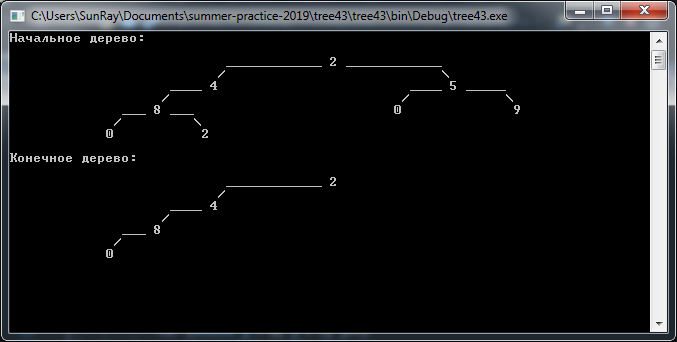 C:\Users\SunRay\Documents\summer-practice-2019\tree43\tree43\bin\Debug\tree43.exe
Начальное дерево:
2
4 5
8 0 9
0 2
Конечное дерево:
2
4
8
0